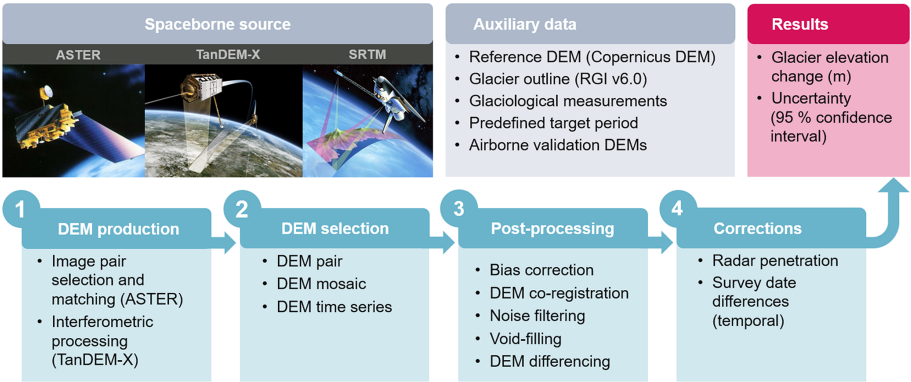 Spaceborne source
ASTER
TanDEM-X
SRTM
Auxiliary data
• Reference DEM (Copernicus DEM)
• Glacier outline (RGI v6.0)
• Glaciological measurements
• Predefined target period
• Airborne validation DEMs
Results
• Glacier elevation
change (m)
• Uncertainty
(95 % confidence
interval)
1
DEM production
• Image pair
selection and
matching (ASTER)
• Interferometric
processing
(TanDEM-X)
2
DEM selection
• DEM pair
• DEM mosaic
• DEM time series
3
Post-processing
• Bias correction
• DEM co-registration
• Noise filtering
• Void-filling
• DEM differencing
4
Corrections
• Radar penetration
• Survey date
differences
(temporal)